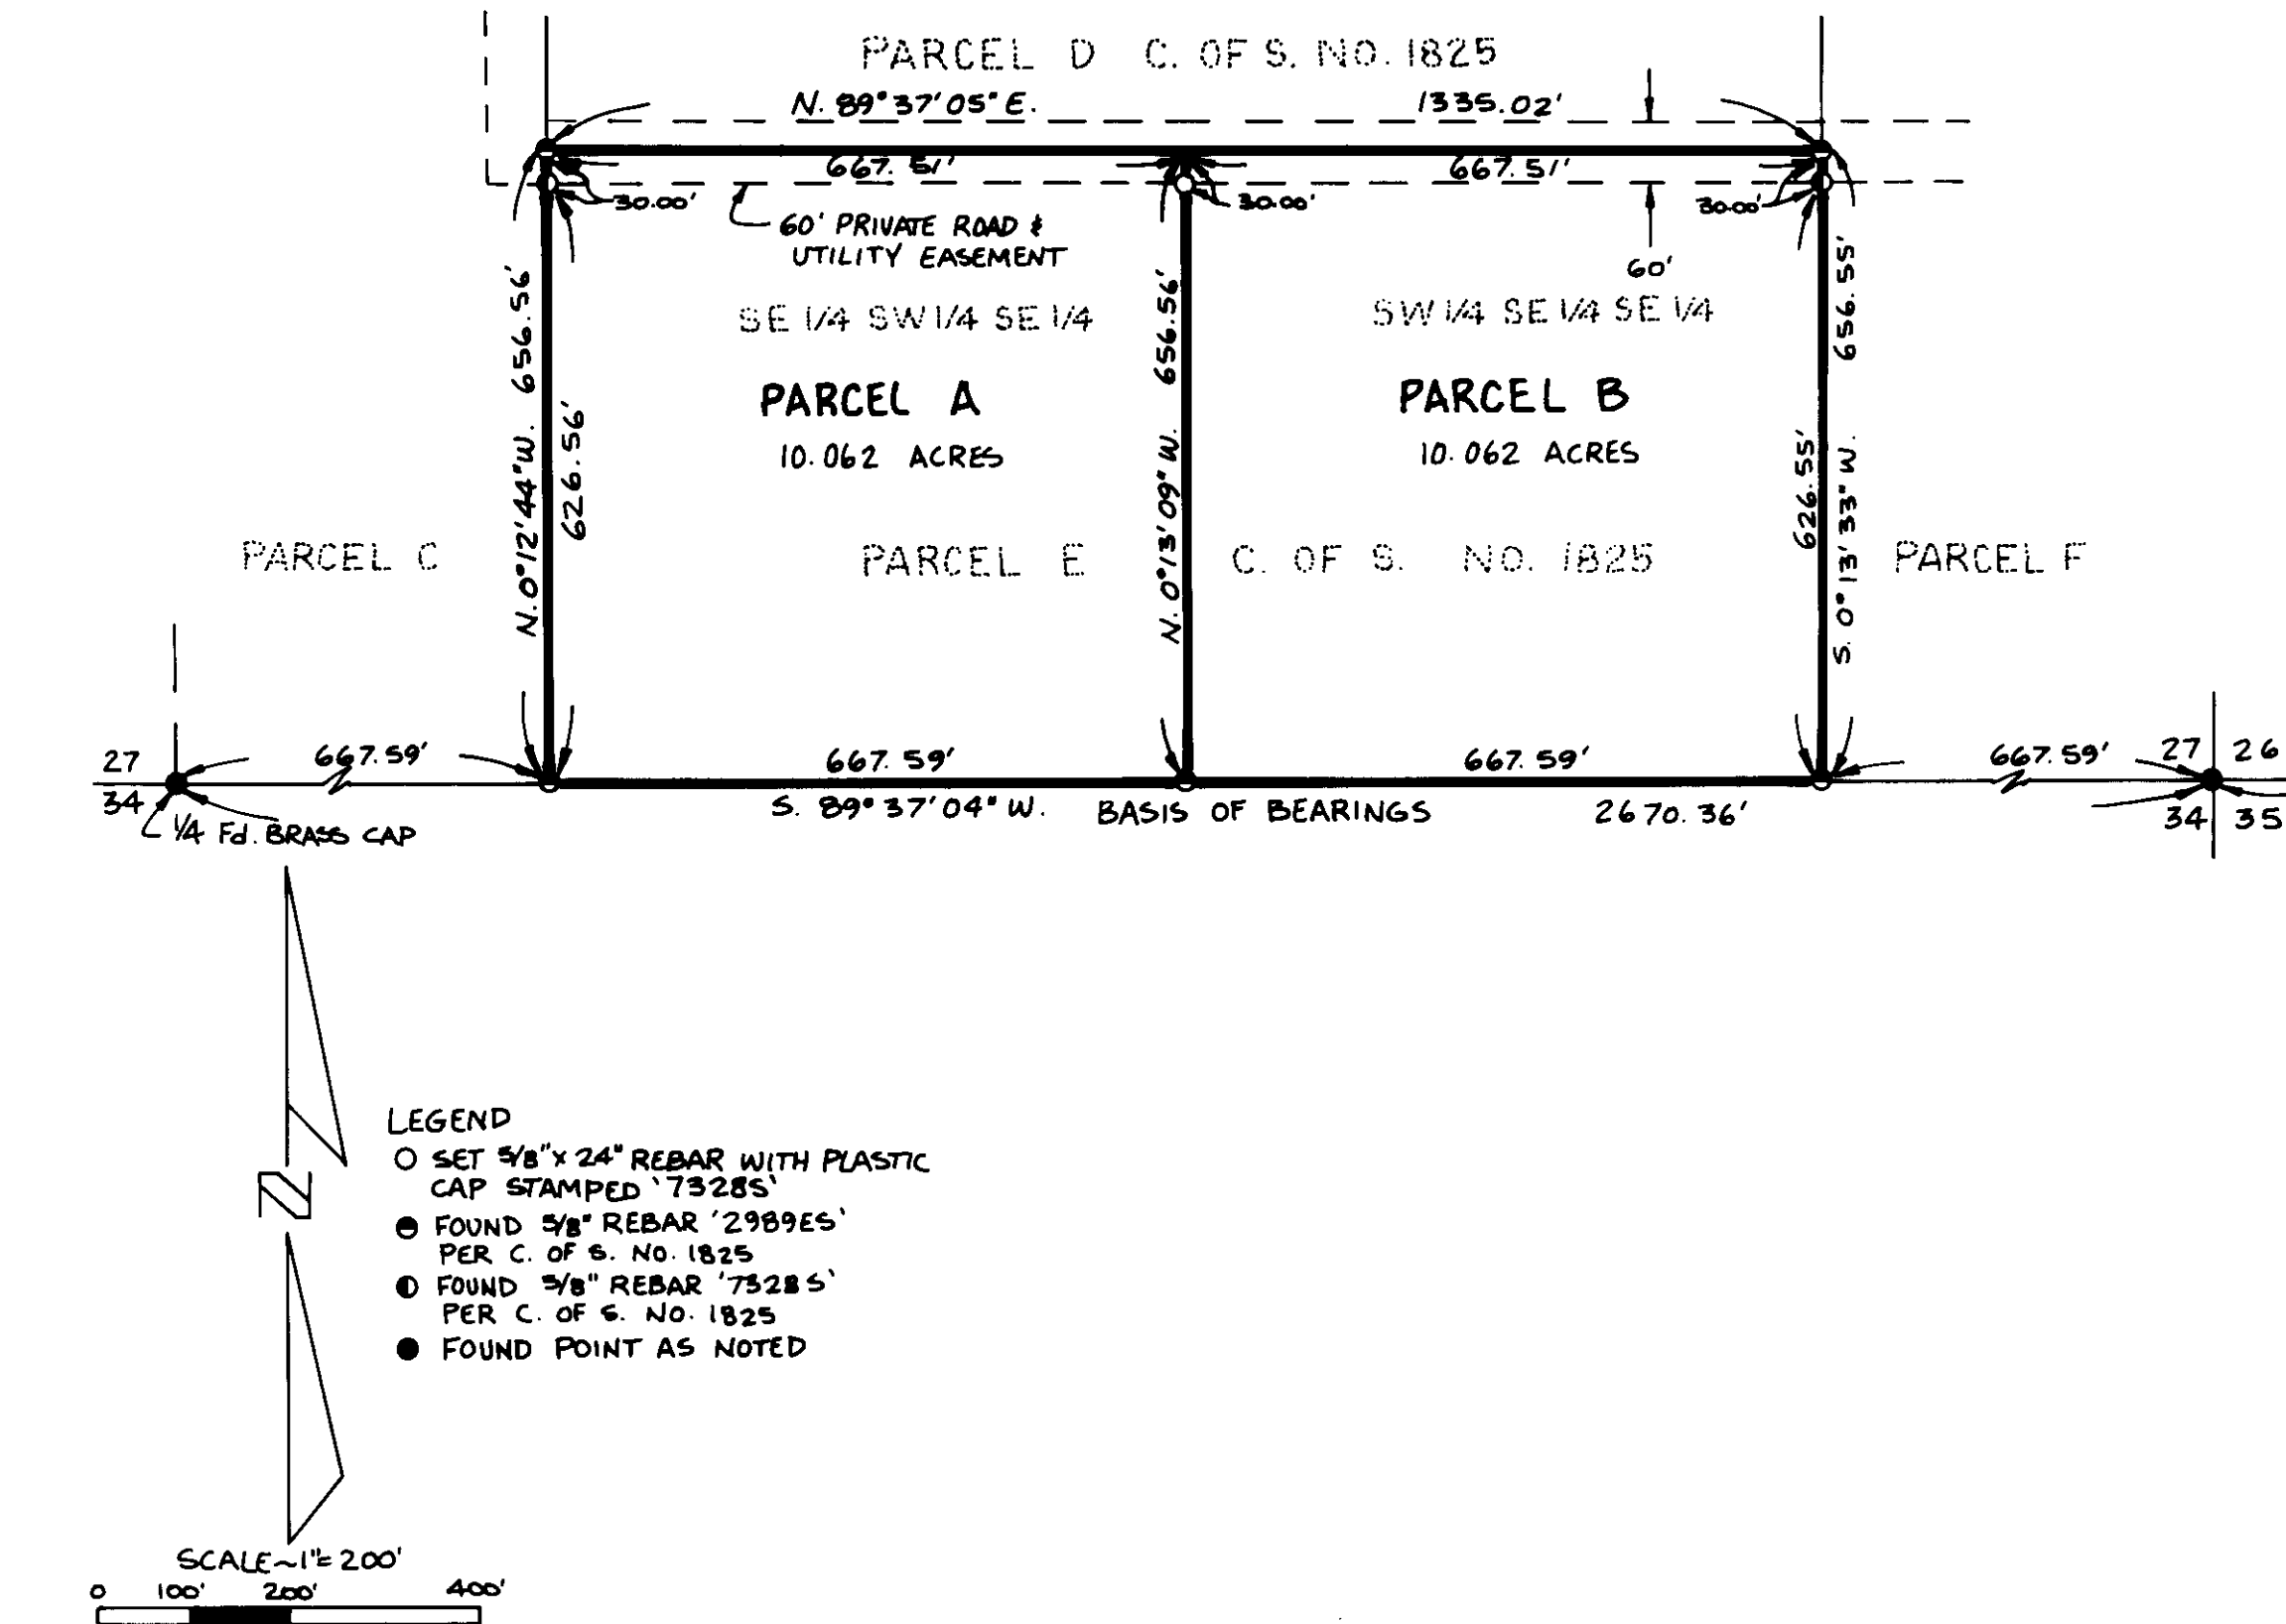 PARCEL D C. OF S. NO. 1825
N. 89°37'05"E. 1335.02'
667.51' 667.51'
30.00' 30.00' 30.00'
60' PRIVATE ROAD &
UTILITY EASEMENT
60'
SE 1/4 SW 1/4 SE 1/4 SW 1/4 SE 1/4 SE 1/4
N. 0°12'44"W. 656.56'
626.56'
N. 0°13'09"W. 656.56'
626.55'
S. 0°13'33"W. 656.55'
PARCEL A PARCEL B
10.062 ACRES 10.062 ACRES
PARCEL C PARCEL E C. OF S. NO. 1825 PARCEL F
27 667.59' 667.59' 667.59' 667.59' 27 26
34 S. 89°37'04"W. BASIS OF BEARINGS 2670.36' 34 35
1/4 Fd. BRASS CAP
N
LEGEND
SET 5/8"x 24" REBAR WITH PLASTIC
CAP STAMPED '7328S'
FOUND 5/8" REBAR '2989ES'
PER C. OF S. NO. 1825
FOUND 5/8" REBAR '7328S'
PER C. OF S. NO. 1825
FOUND POINT AS NOTED
SCALE~1"=200'
0 100' 200' 400'